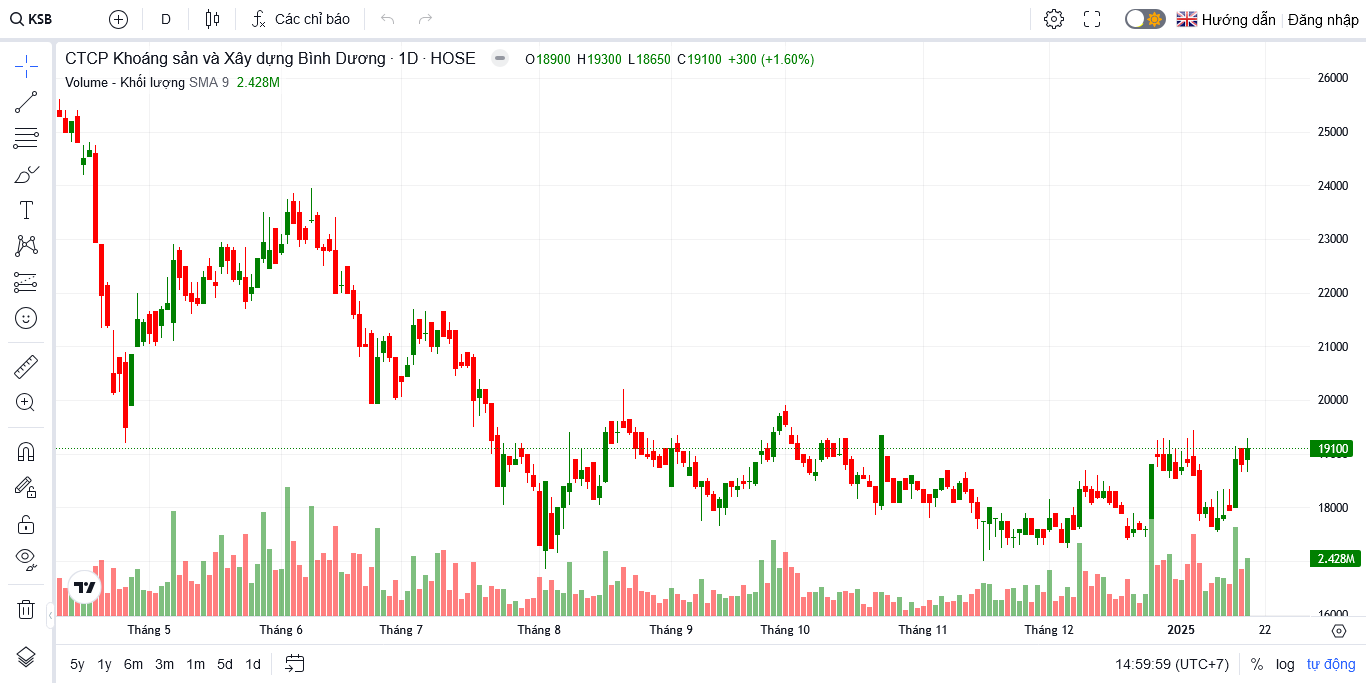 KSB D Các chỉ báo Hướng dẫn Đăng nhập
CTCP Khoáng sản và Xây dựng Bình Dương · 1D · HOSE O18900 H19300 L18650 C19100 +300 (+1.60%)
Volume - Khối lượng SMA 9 2.428M
26000
25000
24000
23000
22000
21000
20000
19100
18000
2.428M
16000
Tháng 5 Tháng 6 Tháng 7 Tháng 8 Tháng 9 Tháng 10 Tháng 11 Tháng 12 2025 22
5y 1y 6m 3m 1m 5d 1d 14:59:59 (UTC+7) % log tự động